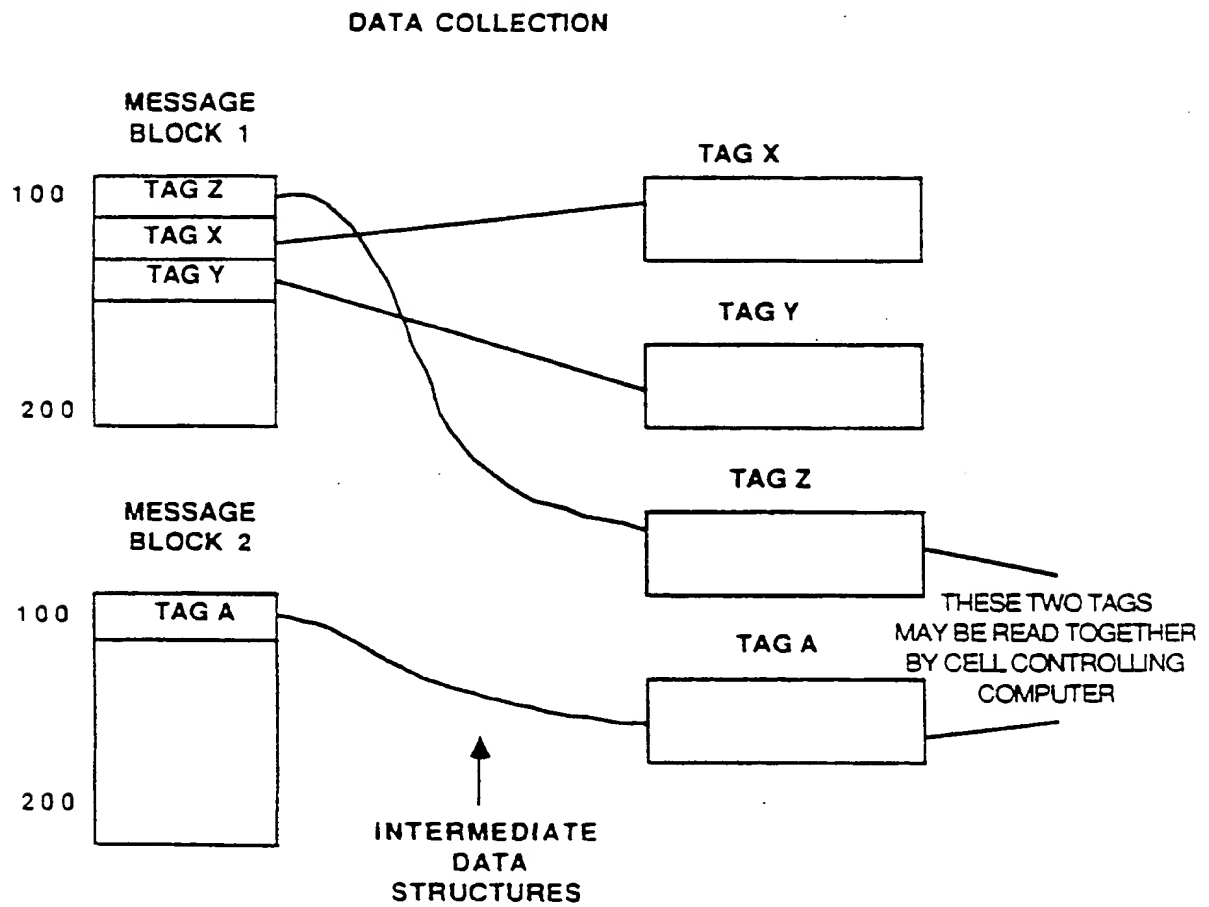 DATA COLLECTION
MESSAGE
BLOCK 1
100
TAG Z
TAG X
TAG Y
200
TAG X
TAG Y
TAG Z
MESSAGE
BLOCK 2
100
TAG A
200
TAG A
THESE TWO TAGS
MAY BE READ TOGETHER
BY CELL CONTROLLING
COMPUTER
INTERMEDIATE
DATA
STRUCTURES